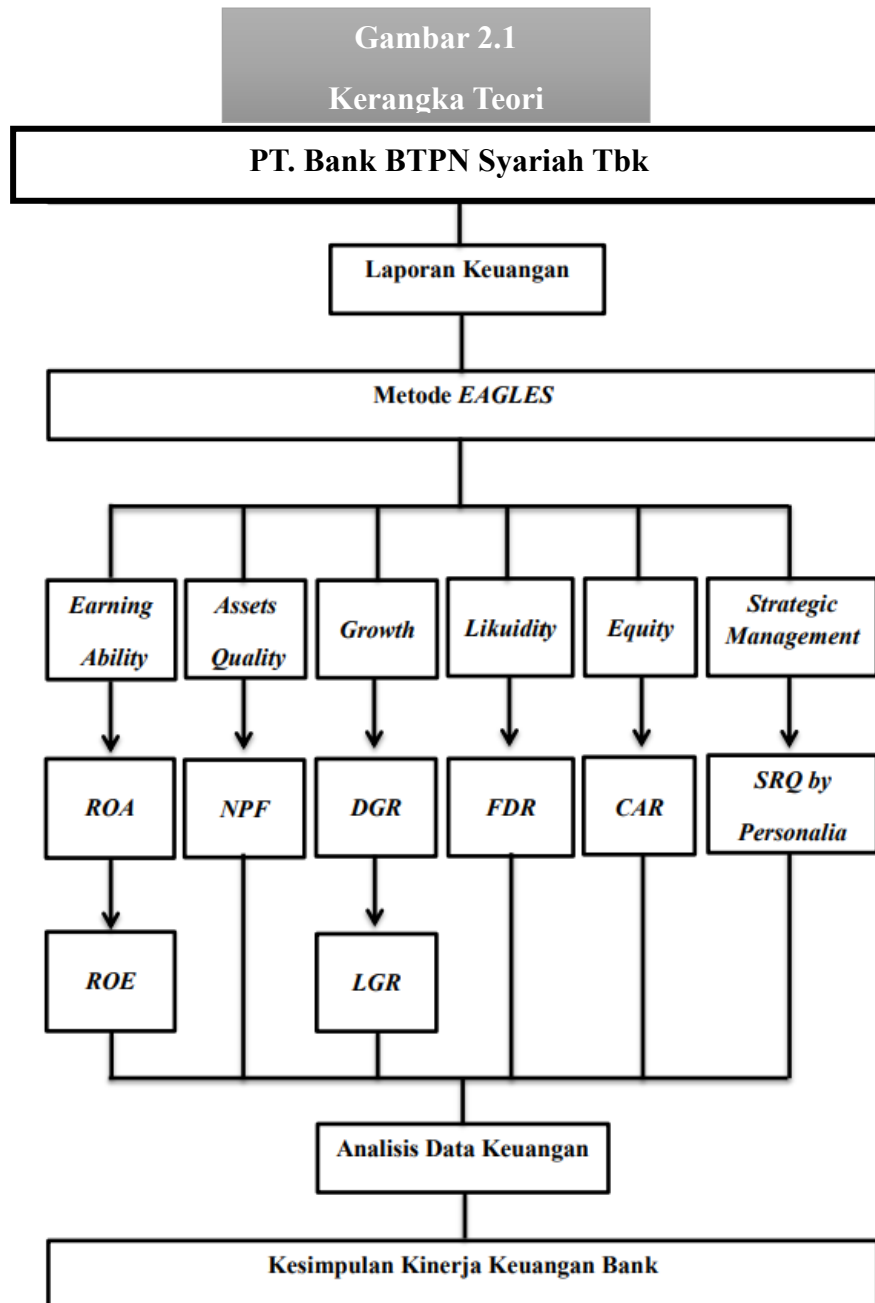 Gambar 2.1
Kerangka Teori
PT. Bank BTPN Syariah Tbk
Laporan Keuangan
Metode EAGLES
Earning
Ability
Assets
Quality
Growth
Likuidity
Equity
Strategic
Management
ROA
NPF
DGR
FDR
CAR
SRQ by
Personalia
ROE
LGR
Analisis Data Keuangan
Kesimpulan Kinerja Keuangan Bank